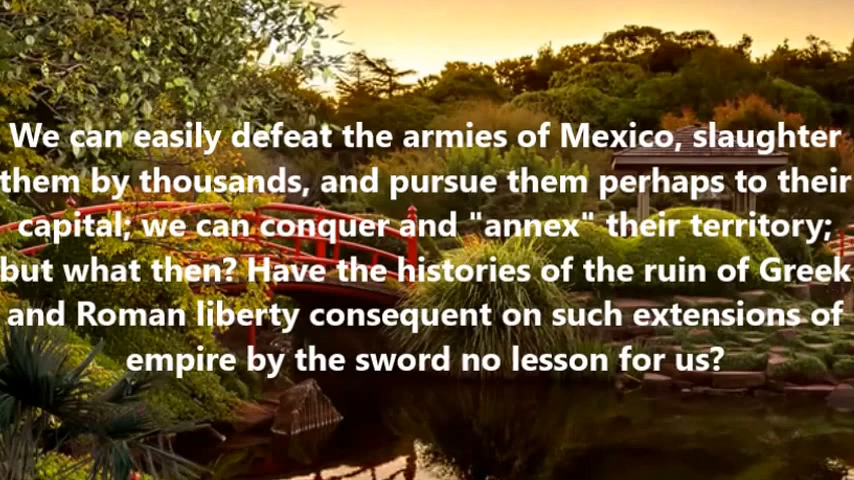 We can easily defeat the armies of Mexico, slaughter
them by thousands, and pursue them perhaps to their
capital; we can conquer and "annex" their territory;
but what then? Have the histories of the ruin of Greek
and Roman liberty consequent on such extensions of
empire by the sword no lesson for us?